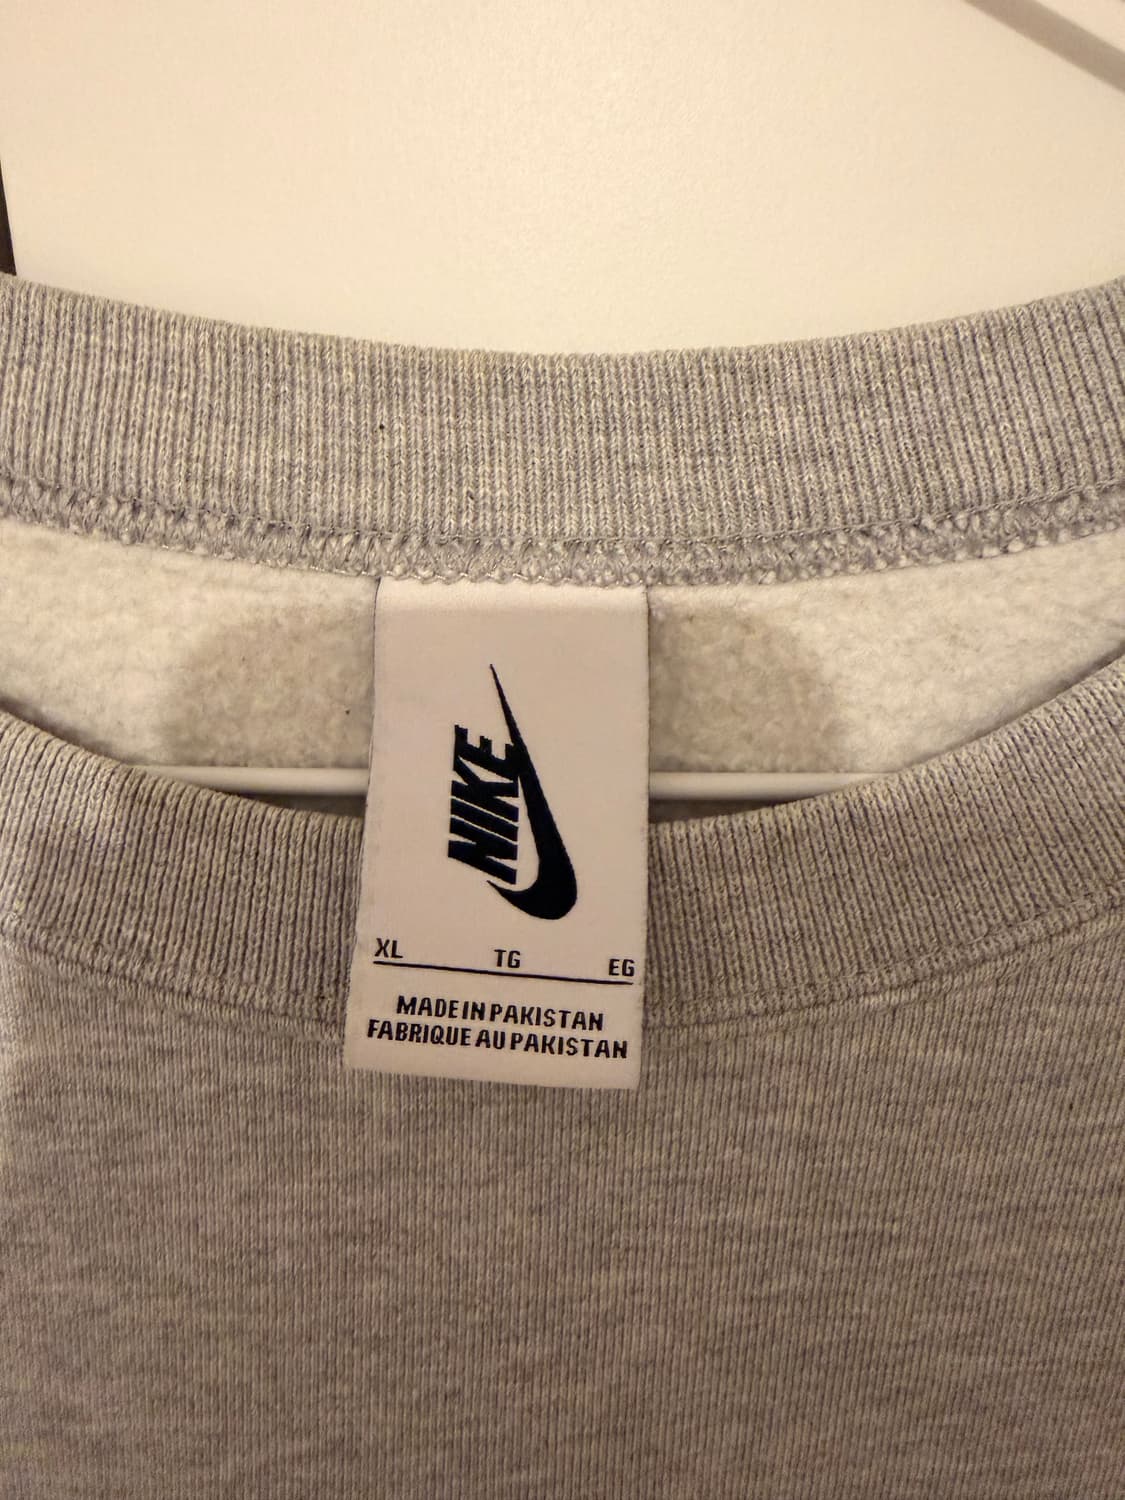 NIKE
XL TG EG
MADE IN PAKISTAN
FABRIQUE AU PAKISTAN